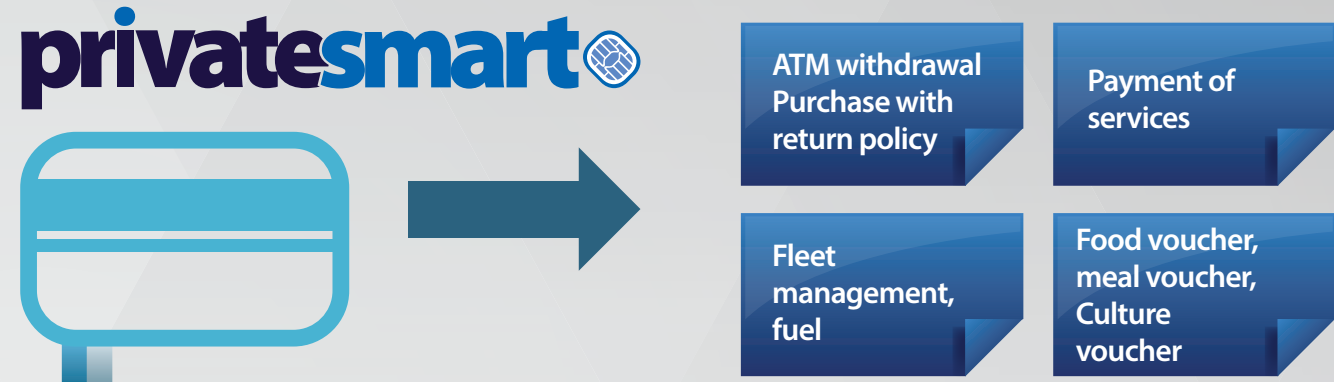 privatesmart
ATM withdrawal
Purchase with
return policy
Payment of
services
Fleet
management,
fuel
Food voucher,
meal voucher,
Culture
voucher